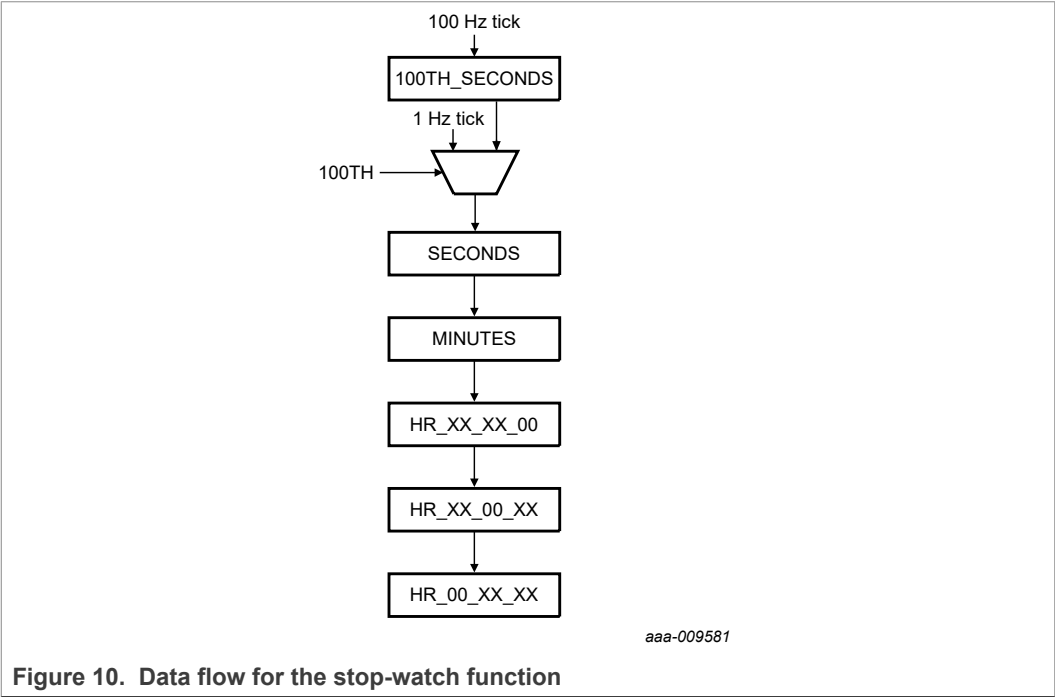 100 Hz tick
100TH_SECONDS
1 Hz tick
100TH
SECONDS
MINUTES
HR_XX_XX_00
HR_XX_00_XX
HR_00_XX_XX
aaa-009581
Figure 10. Data flow for the stop-watch function